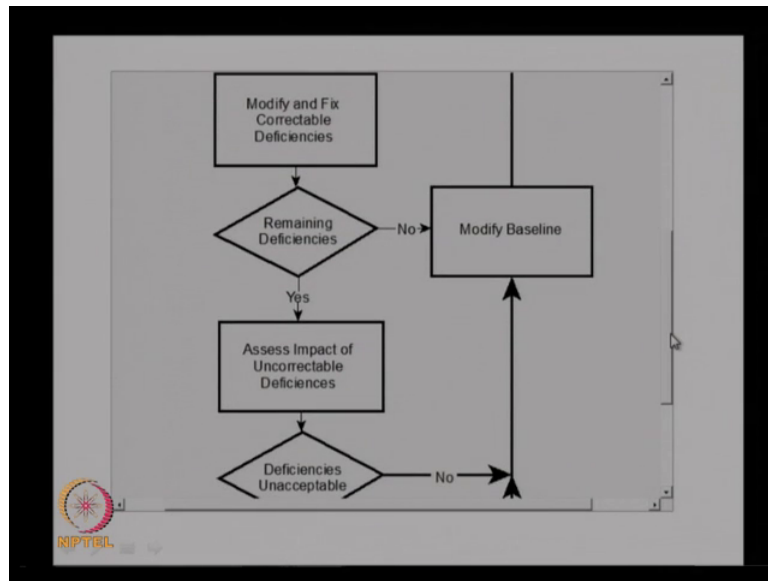 Modify and Fix
Correctable
Deficiencies
Remaining
Deficiencies
No
Modify Baseline
Yes
Assess Impact of
Uncorrectable
Deficiences
Deficiencies
Unacceptable
No
NPTEL